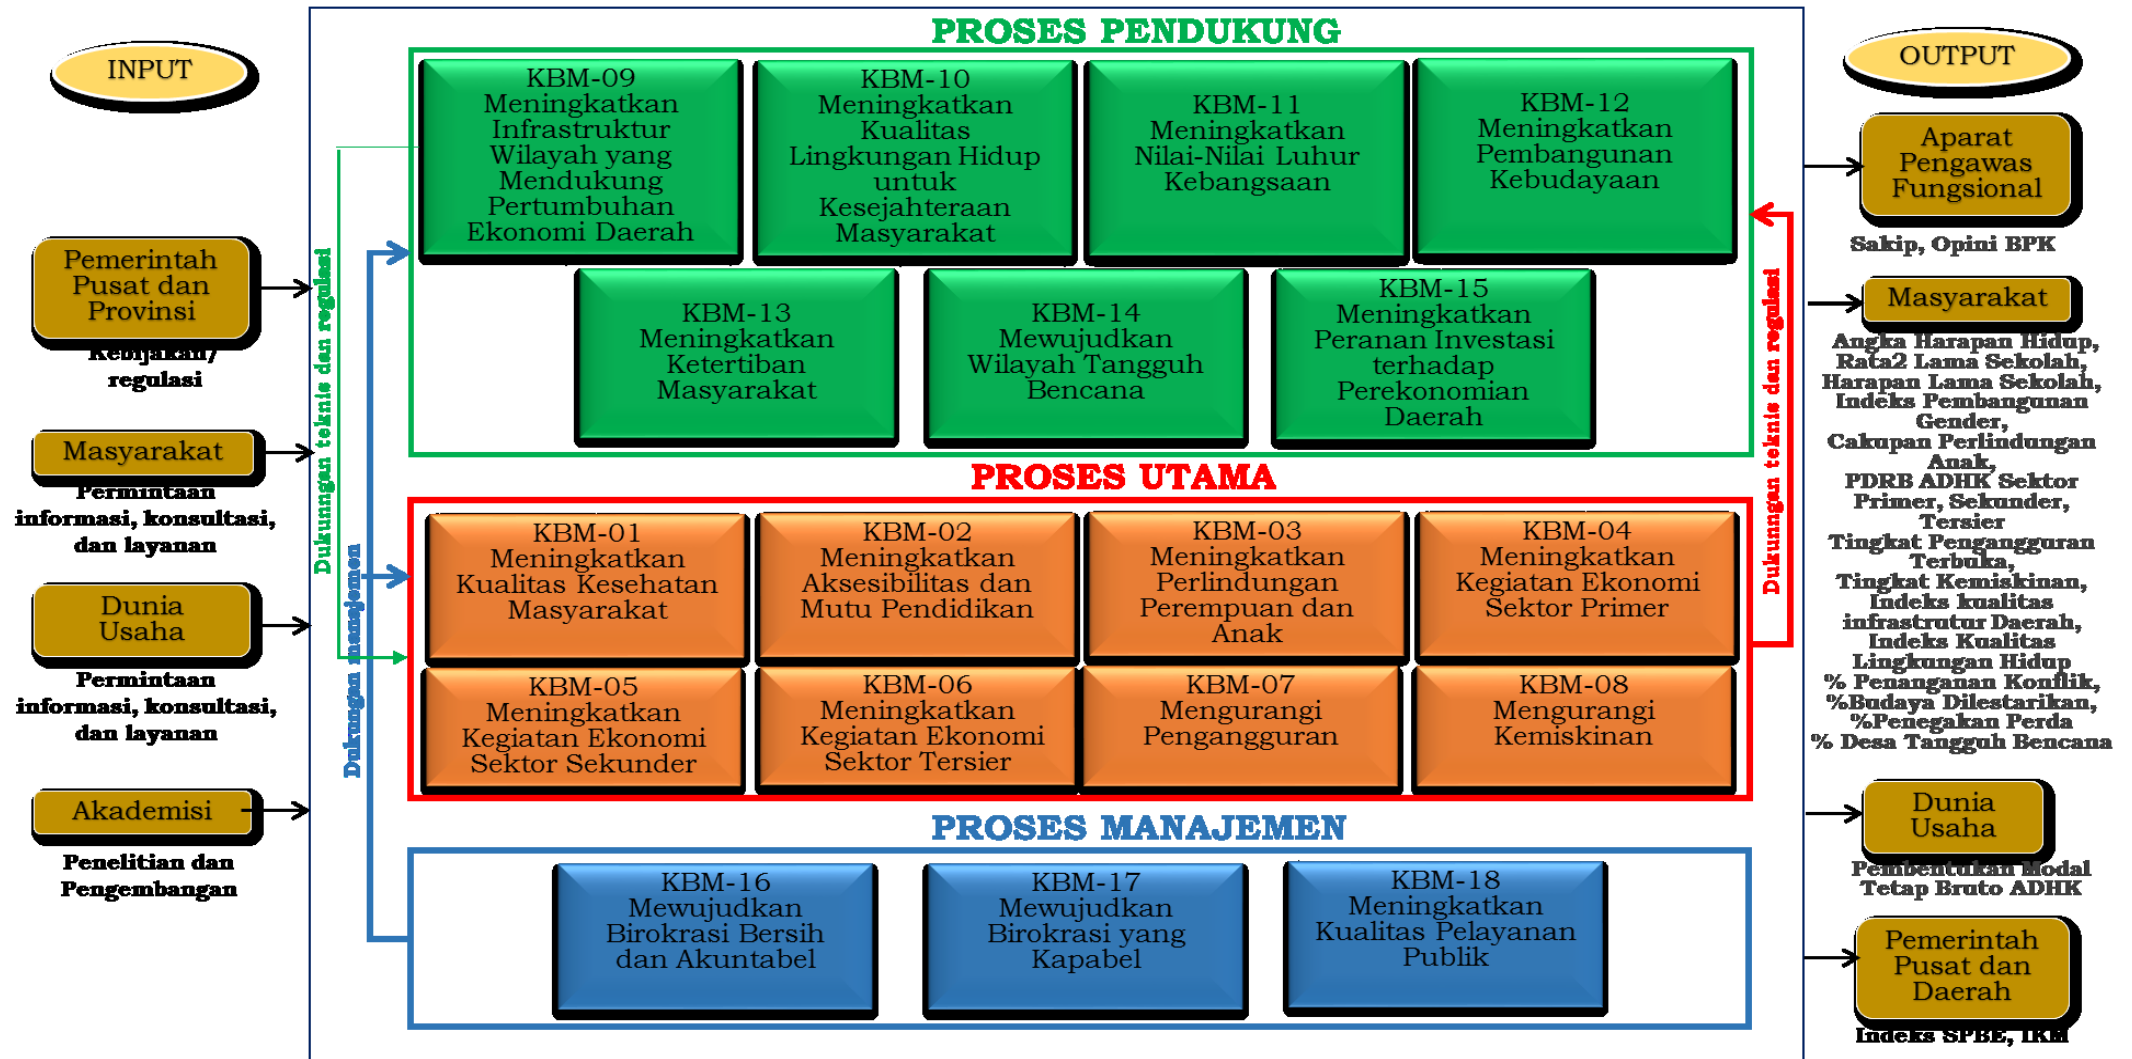 INPUT
Pemerintah
Pusat dan
Provinsi
Kebijakan/
regulasi
Masyarakat
Permintaan
informasi, konsultasi,
dan layanan
Dunia
Usaha
Permintaan
informasi, konsultasi,
dan layanan
Akademisi
Penelitian dan
Pengembangan
Dukunngan teknis dan regulasi
Dukungan manajemen
PROSES PENDUKUNG
KBM-09
Meningkatkan
Infrastruktur
Wilayah yang
Mendukung
Pertumbuhan
Ekonomi Daerah
KBM-10
Meningkatkan
Kualitas
Lingkungan Hidup
untuk
Kesejahteraan
Masyarakat
KBM-11
Meningkatkan
Nilai-Nilai Luhur
Kebangsaan
KBM-12
Meningkatkan
Pembangunan
Kebudayaan
KBM-13
Meningkatkan
Ketertiban
Masyarakat
KBM-14
Mewujudkan
Wilayah Tangguh
Bencana
KBM-15
Meningkatkan
Peranan Investasi
terhadap
Perekonomian
Daerah
PROSES UTAMA
KBM-01
Meningkatkan
Kualitas Kesehatan
Masyarakat
KBM-02
Meningkatkan
Aksesibilitas dan
Mutu Pendidikan
KBM-03
Meningkatkan
Perlindungan
Perempuan dan
Anak
KBM-04
Meningkatkan
Kegiatan Ekonomi
Sektor Primer
KBM-05
Meningkatkan
Kegiatan Ekonomi
Sektor Sekunder
KBM-06
Meningkatkan
Kegiatan Ekonomi
Sektor Tersier
KBM-07
Mengurangi
Pengangguran
KBM-08
Mengurangi
Kemiskinan
PROSES MANAJEMEN
KBM-16
Mewujudkan
Birokrasi Bersih
dan Akuntabel
KBM-17
Mewujudkan
Birokrasi yang
Kapabel
KBM-18
Meningkatkan
Kualitas Pelayanan
Publik
Dukunngan teknis dan regulasi
OUTPUT
Aparat
Pengawas
Fungsional
Sakip, Opini BPK
Masyarakat
Angka Harapan Hidup,
Rata2 Lama Sekolah,
Harapan Lama Sekolah,
Indeks Pembangunan
Gender,
Cakupan Perlindungan
Anak,
PDRB ADHK Sektor
Primer, Sekunder,
Tersier
Tingkat Pengangguran
Terbuka,
Tingkat Kemiskinan,
Indeks kualitas
infrastrutur Daerah,
Indeks Kualitas
Lingkungan Hidup
% Penanganan Konflik,
%Budaya Dilestarikan,
%Penegakan Perda
% Desa Tangguh Bencana
Dunia
Usaha
Pembentukan Modal
Tetap Bruto ADHK
Pemerintah
Pusat dan
Daerah
Indeks SPBE, IKM